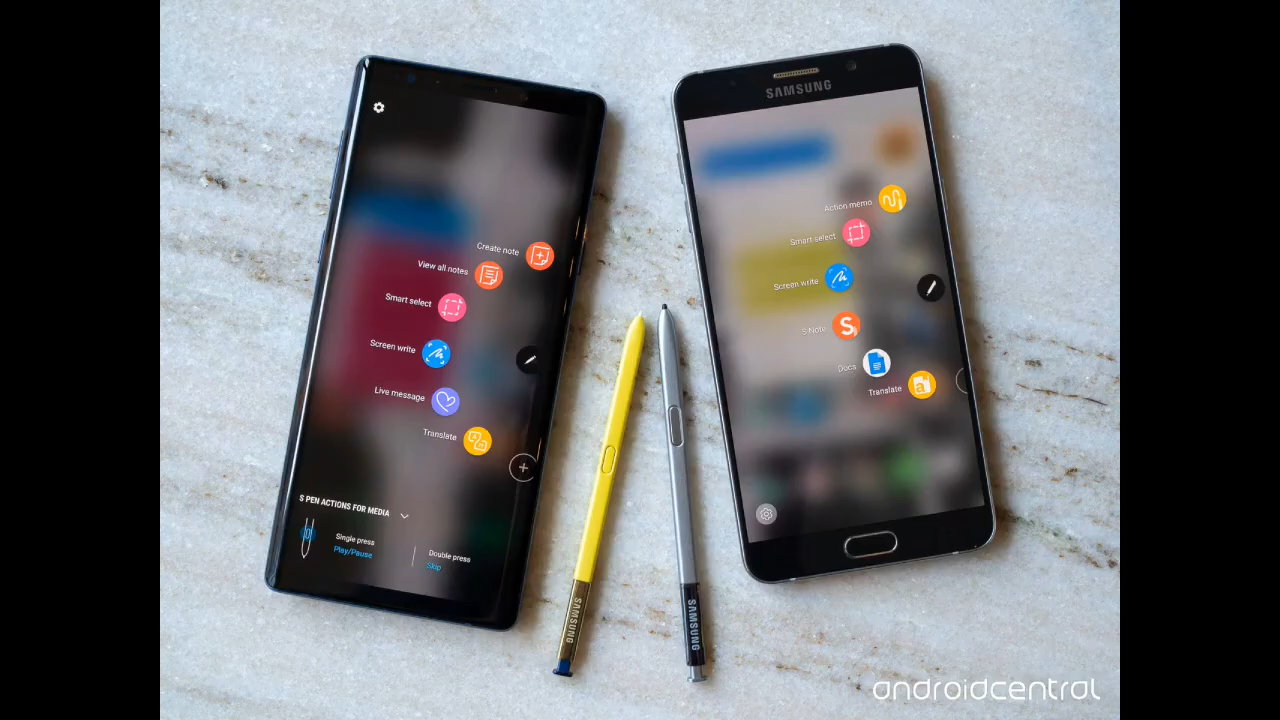 Create note
View all notes
Smart select
Screen write
Live message
Translate
S PEN ACTIONS FOR MEDIA
Single press
Play/Pause
Double press
Skip
SAMSUNG
SAMSUNG
SAMSUNG
Action memo
Smart select
Screen write
S Note
Docs
Translate
androidcentral